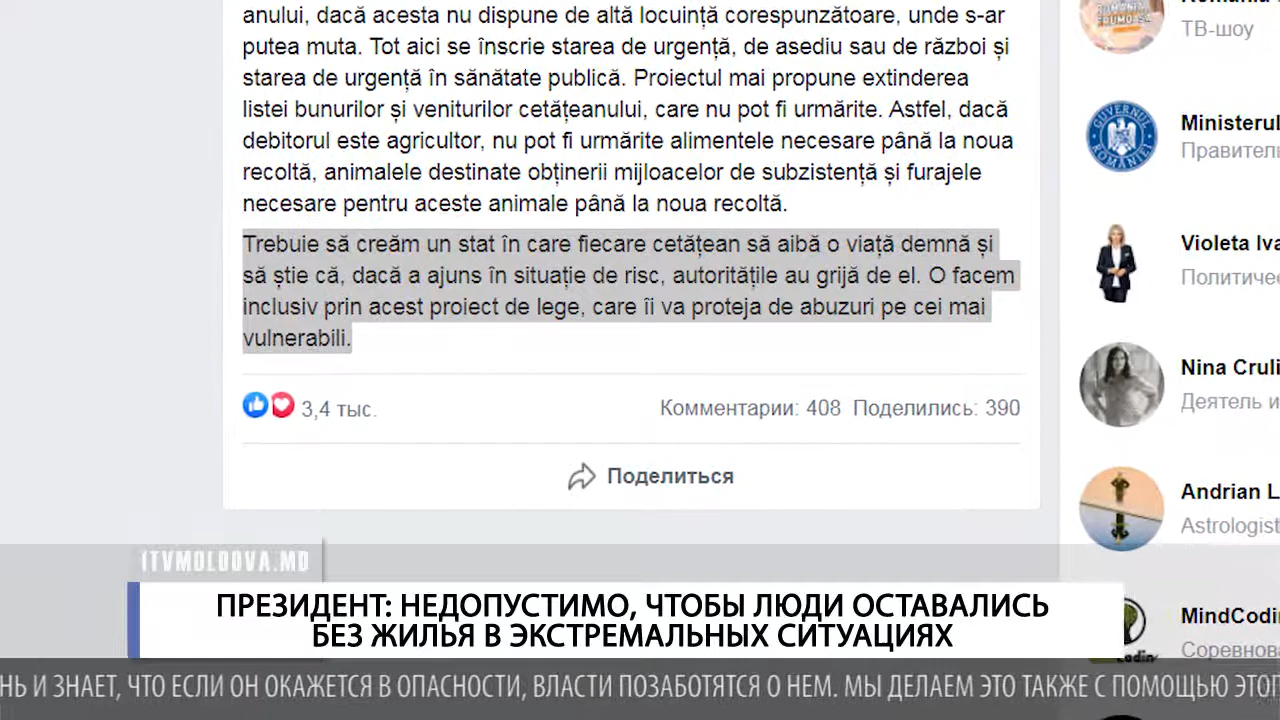 anului, dacă acesta nu dispune de altă locuință corespunzătoare, unde s-ar
putea muta. Tot aici se înscrie starea de urgență, de asediu sau de război și
starea de urgență în sănătate publică. Proiectul mai propune extinderea
listei bunurilor și veniturilor cetățeanului, care nu pot fi urmărite. Astfel, dacă
debitorul este agricultor, nu pot fi urmărite alimentele necesare până la noua
recoltă, animalele destinate obținerii mijloacelor de subzistență și furajele
necesare pentru aceste animale până la noua recoltă.
Trebuie să creăm un stat în care fiecare cetățean să aibă o viață demnă și
să știe că, dacă a ajuns în situație de risc, autoritățile au grijă de el. O facem
inclusiv prin acest proiect de lege, care îi va proteja de abuzuri pe cei mai
vulnerabili.
3,4 тыс.
Комментарии: 408 Поделились: 390
Поделиться
ТВ-шоу
GUVERNUL ROMÂNIEI
Ministerul
Правитель
Violeta Iva
Политичес
Nina Cruli
Деятель и
Andrian L
Astrologist
MindCodi
Соревнова
ITVMOLDOVA.MD
ПРЕЗИДЕНТ: НЕДОПУСТИМО, ЧТОБЫ ЛЮДИ ОСТАВАЛИСЬ
БЕЗ ЖИЛЬЯ В ЭКСТРЕМАЛЬНЫХ СИТУАЦИЯХ
НЬ И ЗНАЕТ, ЧТО ЕСЛИ ОН ОКАЖЕТСЯ В ОПАСНОСТИ, ВЛАСТИ ПОЗАБОТЯТСЯ О НЕМ. МЫ ДЕЛАЕМ ЭТО ТАКЖЕ С ПОМОЩЬЮ ЭТОГ